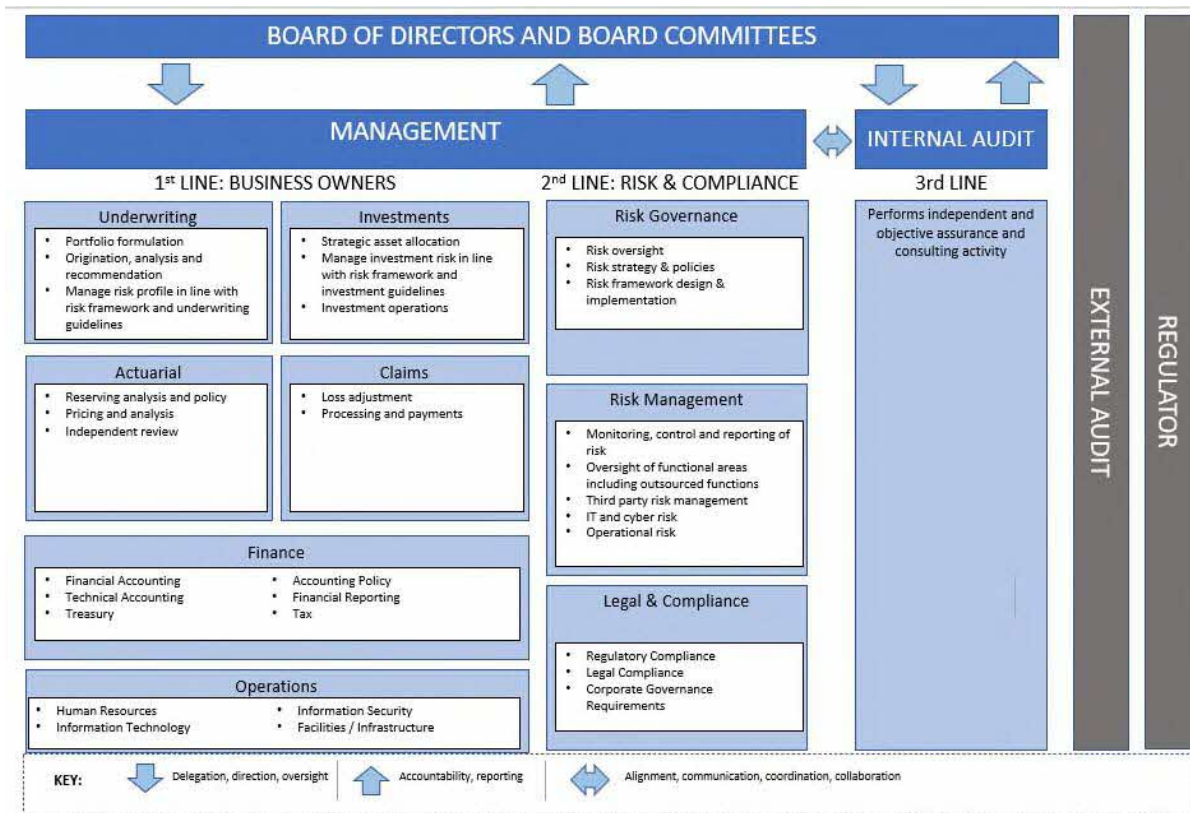 BOARD OF DIRECTORS AND BOARD COMMITTEES
MANAGEMENT
INTERNAL AUDIT
1st LINE: BUSINESS OWNERS
2nd LINE: RISK & COMPLIANCE
3rd LINE
Underwriting
• Portfolio formulation
• Origination, analysis and
recommendation
• Manage risk profile in line with
risk framework and underwriting
guidelines
Investments
• Strategic asset allocation
• Manage investment risk in line
with risk framework and
investment guidelines
• Investment operations
Actuarial
• Reserving analysis and policy
• Pricing and analysis
• Independent review
Claims
• Loss adjustment
• Processing and payments
Finance
• Financial Accounting
• Technical Accounting
• Treasury
• Accounting Policy
• Financial Reporting
• Tax
Operations
• Human Resources
• Information Technology
• Information Security
• Facilities / Infrastructure
Risk Governance
• Risk oversight
• Risk strategy & policies
• Risk framework design &
implementation
Risk Management
• Monitoring, control and reporting of
risk
• Oversight of functional areas
including outsourced functions
• Third party risk management
• IT and cyber risk
• Operational risk
Legal & Compliance
• Regulatory Compliance
• Legal Compliance
• Corporate Governance
Requirements
Performs independent and
objective assurance and
consulting activity
EXTERNAL AUDIT
REGULATOR
KEY:
Delegation, direction, oversight
Accountability, reporting
Alignment, communication, coordination, collaboration